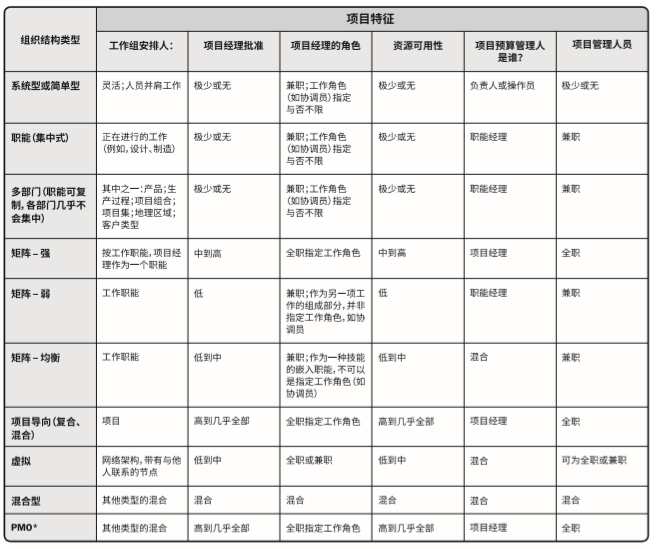 项目特征
组织结构类型
工作组安排人：
项目经理批准
项目经理的角色
资源可用性
项目预算管理人
是谁？
项目管理人员
系统型或简单型
灵活；人员并肩工作
极少或无
兼职；工作角色
（如协调员）指定
与否不限
极少或无
负责人或操作员
极少或无
职能（集中式）
正在进行的工作
（例如，设计、制造）
极少或无
兼职；工作角色
（如协调员）指定
与否不限
极少或无
职能经理
兼职
多部门（职能可复
制，各部门几乎不
会集中）
其中之一：产品；生
产过程；项目组合；
项目集；地理区域；
客户类型
极少或无
兼职；工作角色
（如协调员）指定
与否不限
极少或无
职能经理
兼职
矩阵 – 强
按工作职能，项目经
理作为一个职能
中到高
全职指定工作角色
中到高
项目经理
全职
矩阵 – 弱
工作职能
低
兼职；作为另一项工
作的组成部分，并非
指定工作角色，如协
调员
低
职能经理
兼职
矩阵 – 均衡
工作职能
低到中
兼职；作为一种技能
的嵌入职能，不可以
是指定工作角色（如
协调员）
低到中
混合
兼职
项目导向（复合、
混合）
项目
高到几乎全部
全职指定工作角色
高到几乎全部
项目经理
全职
虚拟
网络架构，带有与他
人联系的节点
低到中
全职或兼职
低到中
混合
可为全职或兼职
混合型
其他类型的混合
混合
混合
混合
混合
混合
PMO*
其他类型的混合
高到几乎全部
全职指定工作角色
高到几乎全部
项目经理
全职